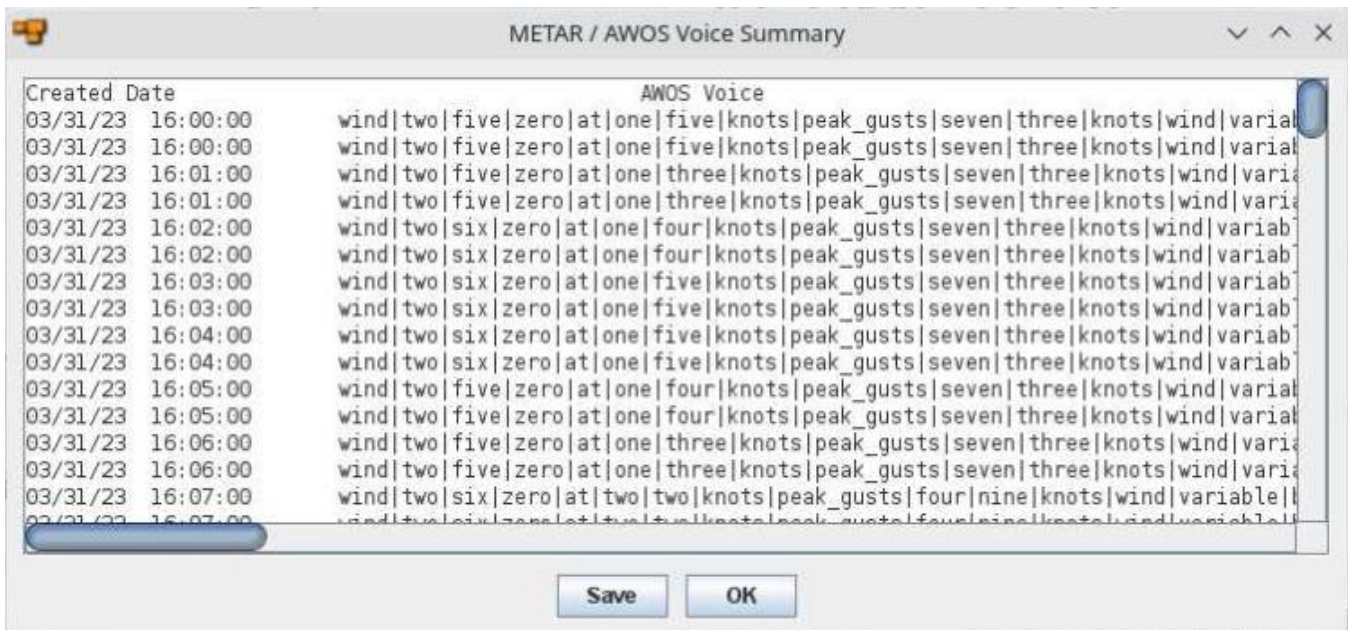 METAR / AWOS Voice Summary
Created Date AWOS Voice
03/31/23 16:00:00 wind|two|five|zero|at|one|five|knots|peak_gusts|seven|three|knots|wind|variab
03/31/23 16:00:00 wind|two|five|zero|at|one|five|knots|peak_gusts|seven|three|knots|wind|variab
03/31/23 16:01:00 wind|two|five|zero|at|one|three|knots|peak_gusts|seven|three|knots|wind|varia
03/31/23 16:01:00 wind|two|five|zero|at|one|three|knots|peak_gusts|seven|three|knots|wind|varia
03/31/23 16:02:00 wind|two|six|zero|at|one|four|knots|peak_gusts|seven|three|knots|wind|variab
03/31/23 16:02:00 wind|two|six|zero|at|one|four|knots|peak_gusts|seven|three|knots|wind|variab
03/31/23 16:03:00 wind|two|six|zero|at|one|five|knots|peak_gusts|seven|three|knots|wind|variab
03/31/23 16:03:00 wind|two|six|zero|at|one|five|knots|peak_gusts|seven|three|knots|wind|variab
03/31/23 16:04:00 wind|two|six|zero|at|one|five|knots|peak_gusts|seven|three|knots|wind|variab
03/31/23 16:04:00 wind|two|six|zero|at|one|five|knots|peak_gusts|seven|three|knots|wind|variab
03/31/23 16:05:00 wind|two|five|zero|at|one|four|knots|peak_gusts|seven|three|knots|wind|variab
03/31/23 16:05:00 wind|two|five|zero|at|one|four|knots|peak_gusts|seven|three|knots|wind|variab
03/31/23 16:06:00 wind|two|five|zero|at|one|three|knots|peak_gusts|seven|three|knots|wind|varia
03/31/23 16:06:00 wind|two|five|zero|at|one|three|knots|peak_gusts|seven|three|knots|wind|varia
03/31/23 16:07:00 wind|two|six|zero|at|two|two|knots|peak_gusts|four|nine|knots|wind|variable|
Save OK